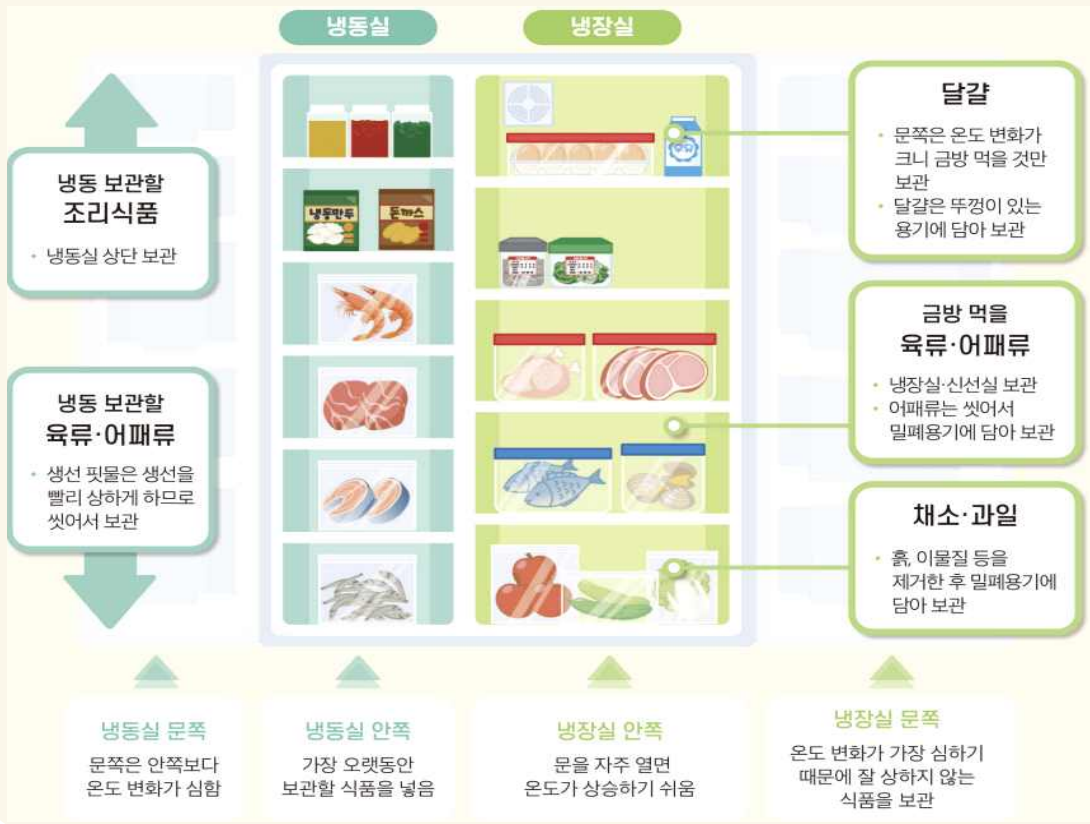 냉동실
냉장실
냉동 보관할
조리식품
• 냉동실 상단 보관
냉동 보관할
육류·어패류
• 생선 핏물은 생선을
빨리 상하게 하므로
씻어서 보관
냉동만두
돈까스
달걀
• 문쪽은 온도 변화가
크니 금방 먹을 것만
보관
• 달걀은 뚜껑이 있는
용기에 담아 보관
금방 먹을
육류·어패류
• 냉장실·신선실 보관
• 어패류는 씻어서
밀폐용기에 담아 보관
채소·과일
• 흙, 이물질 등을
제거한 후 밀폐용기에
담아 보관
냉동실 문쪽
문쪽은 안쪽보다
온도 변화가 심함
냉동실 안쪽
가장 오랫동안
보관할 식품을 넣음
냉장실 안쪽
문을 자주 열면
온도가 상승하기 쉬움
냉장실 문쪽
온도 변화가 가장 심하기
때문에 잘 상하지 않는
식품을 보관